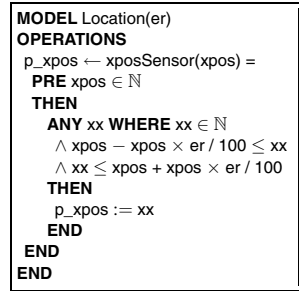 MODEL Location(er)
OPERATIONS
p_xpos ← xposSensor(xpos) =
PRE xpos ∈ ℕ
THEN
ANY xx WHERE xx ∈ ℕ
∧ xpos − xpos × er / 100 ≤ xx
∧ xx ≤ xpos + xpos × er / 100
THEN
p_xpos := xx
END
END
END